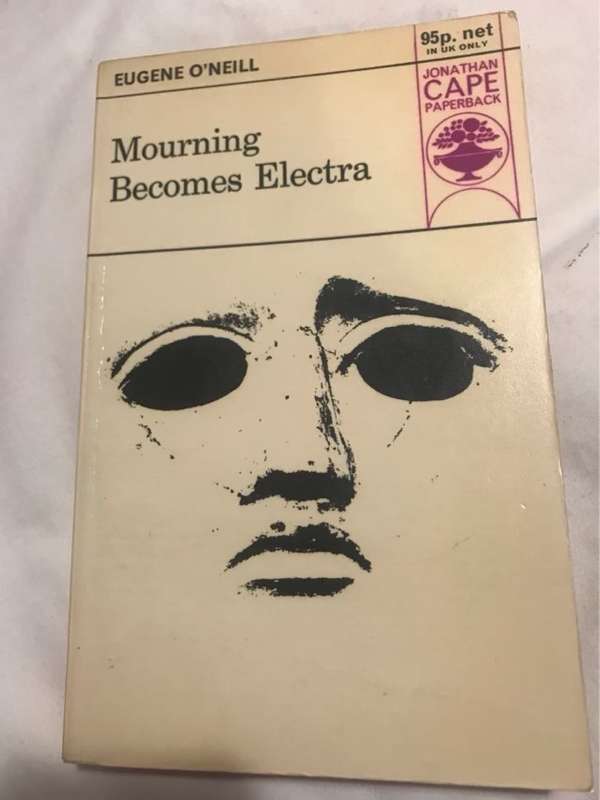 EUGENE O'NEILL
95p. net
IN UK ONLY
JONATHAN
CAPE
PAPERBACK
Mourning
Becomes Electra